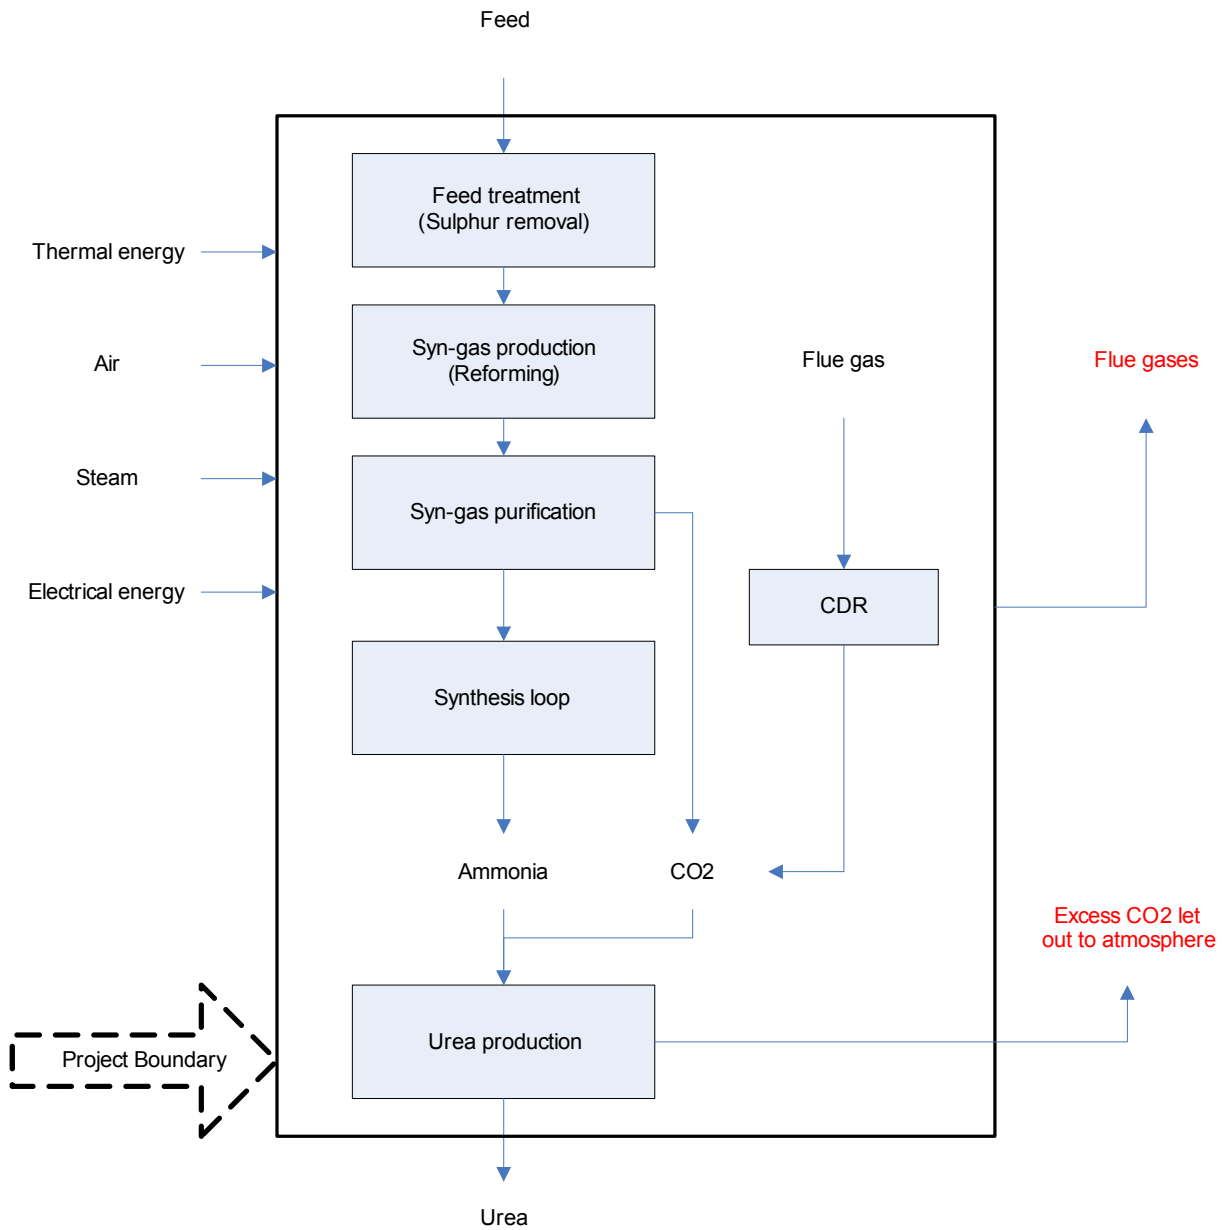 Feed
Feed treatment
(Sulphur removal)
Thermal energy
Syn-gas production
(Reforming)
Air
Flue gas
Flue gases
Steam
Syn-gas purification
Electrical energy
CDR
Synthesis loop
Ammonia
CO2
Excess CO2 let
out to atmosphere
Urea production
Project Boundary
Urea